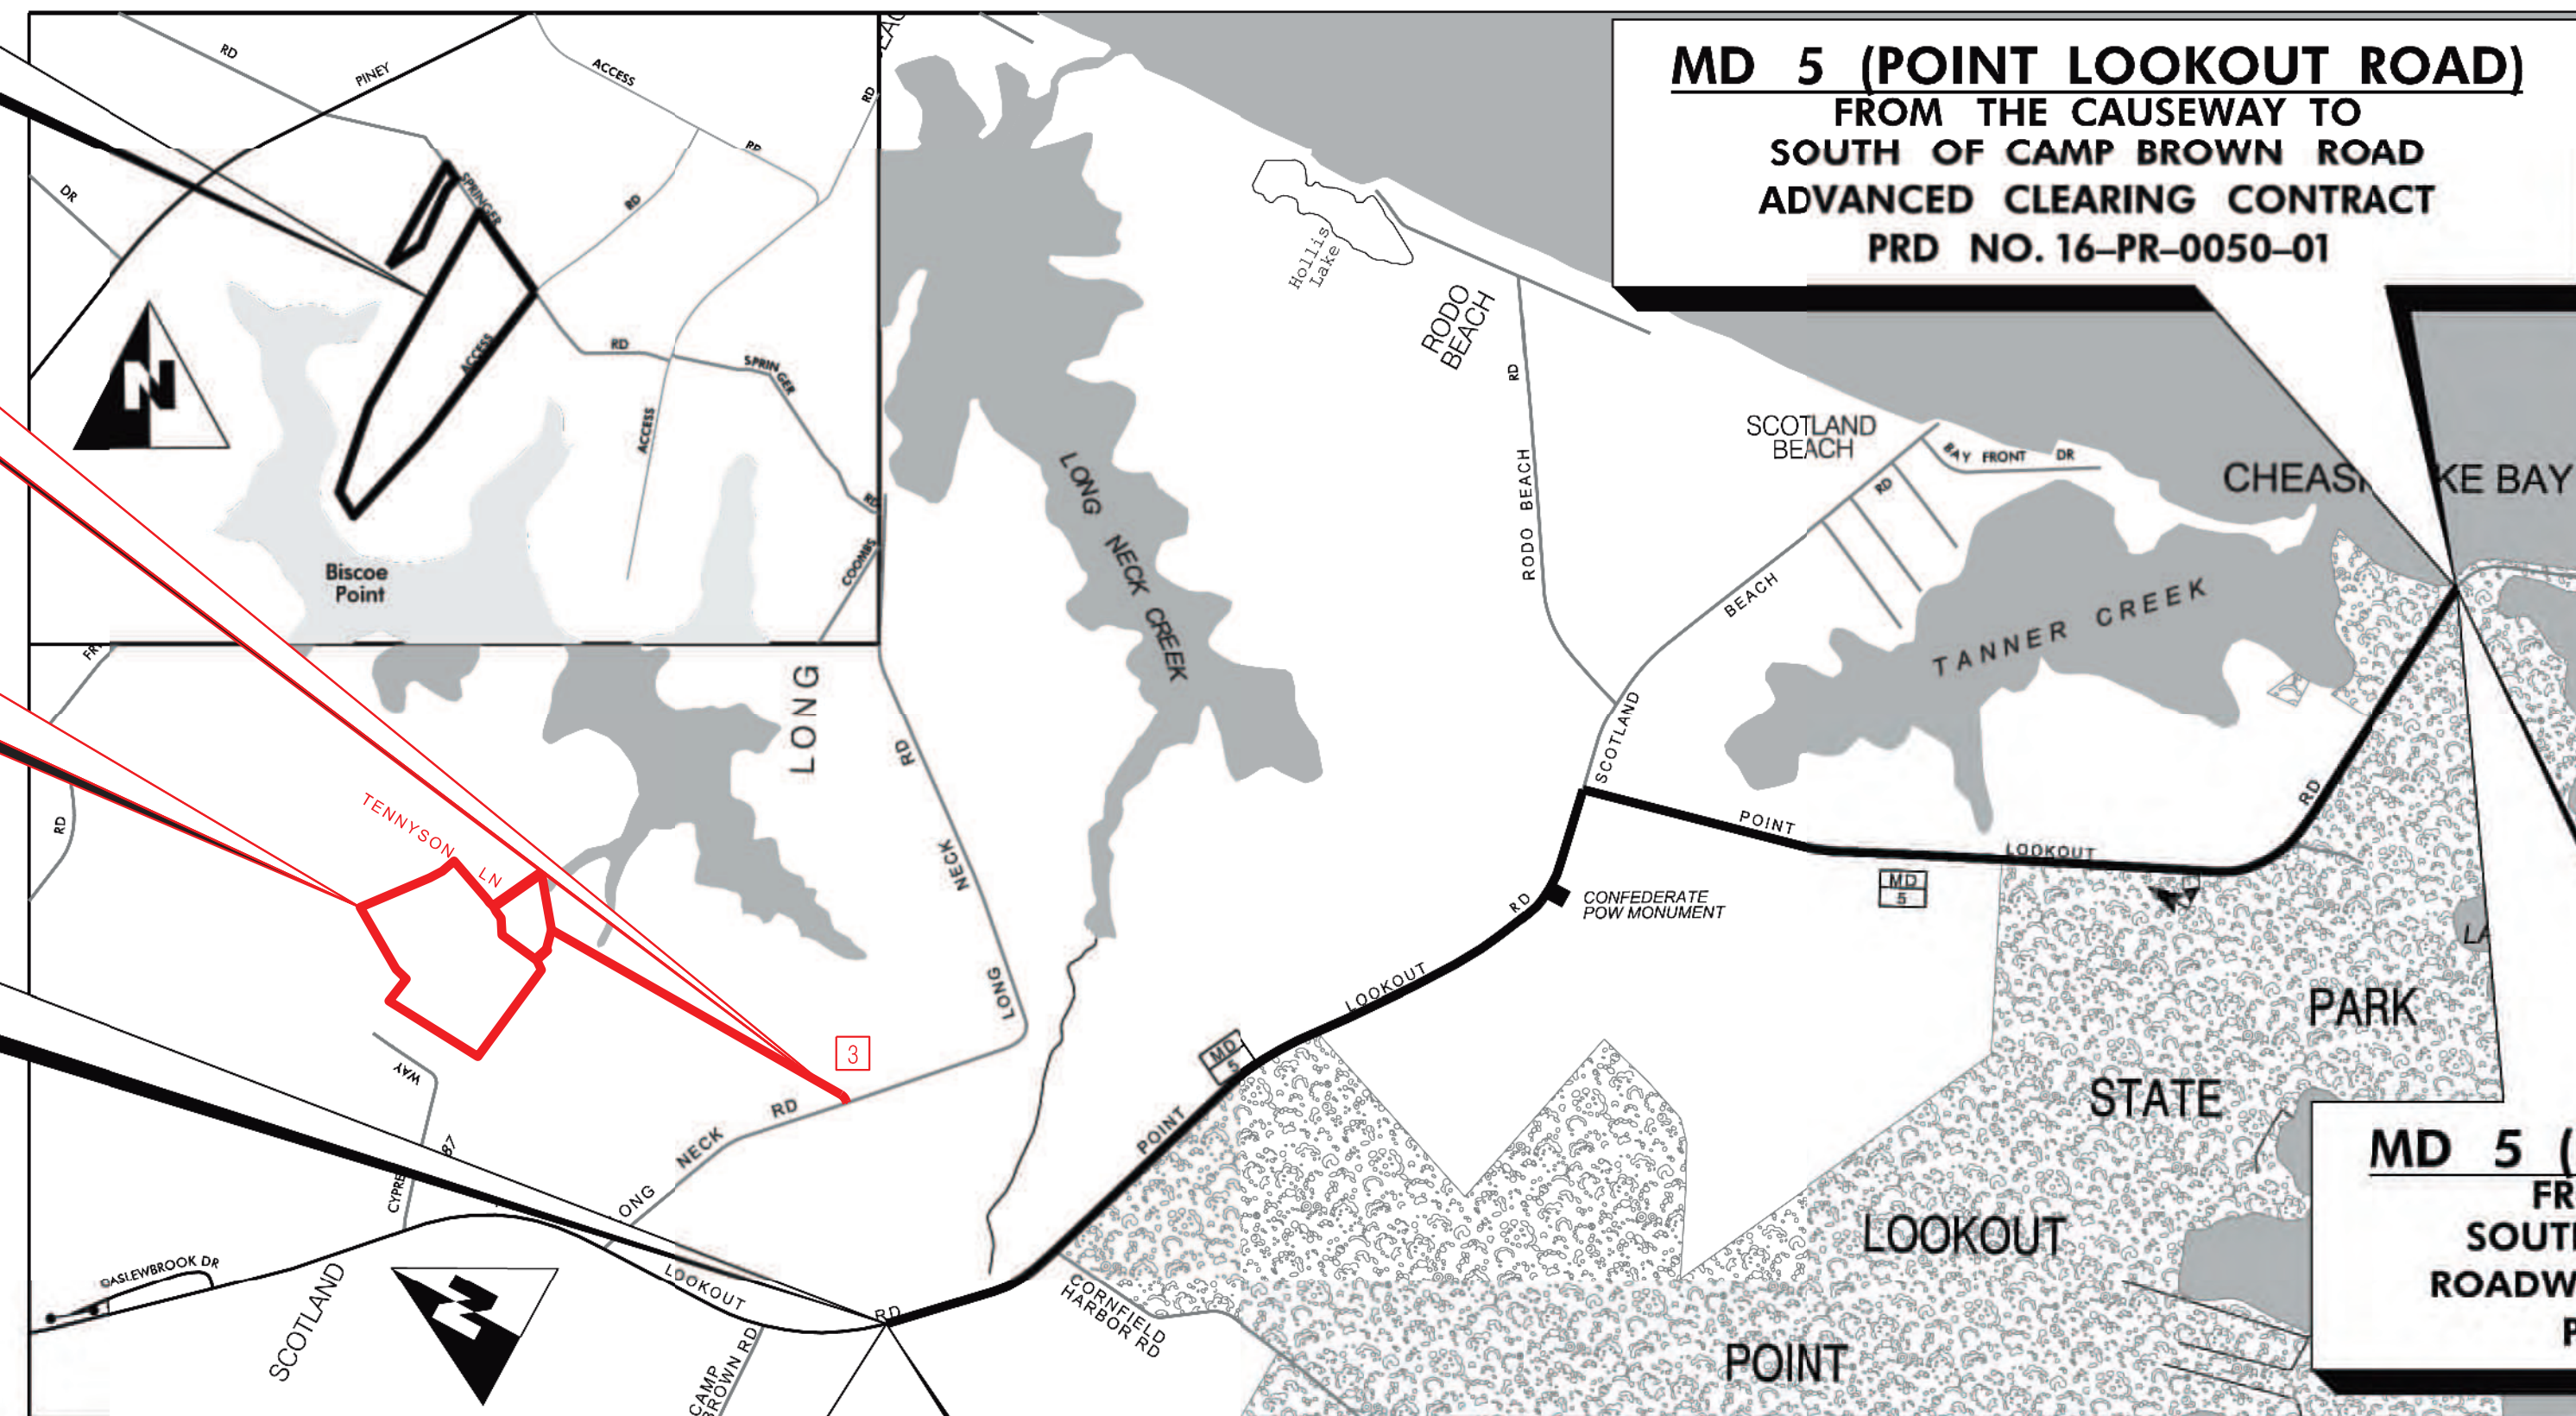 MD 5 (POINT LOOKOUT ROAD)
FROM THE CAUSEWAY TO
SOUTH OF CAMP BROWN ROAD
ADVANCED CLEARING CONTRACT
PRD NO. 16–PR–0050–01
RD
PINEY
ACCESS
RD
RD
DR
SPRINGER
RD
ACCESS
RD
SPRINGER
ACCESS
RD
COOMBS
N
Biscoe
Point
Hollis
Lake
RODO
BEACH
RD
RODO BEACH
SCOTLAND
BEACH
BAY FRONT DR
RD
BEACH
SCOTLAND
KE BAY
TANNER CREEK
LONG NECK CREEK
LONG
RD
NECK
LONG
RD
TENNYSON LN
3
WAY
87
RD
NECK
ONG
POINT
LOOKOUT
RD
MD
5
CONFEDERATE
POW MONUMENT
RD
LOOKOUT
MD
5
POINT
RD
LOOKOUT
CORNFIELD
HARBOR RD
CAMP
BROWN RD
SCOTLAND
N
PARK
STATE
LOOKOUT
POINT
MD 5 (
FR
SOUT
ROADW